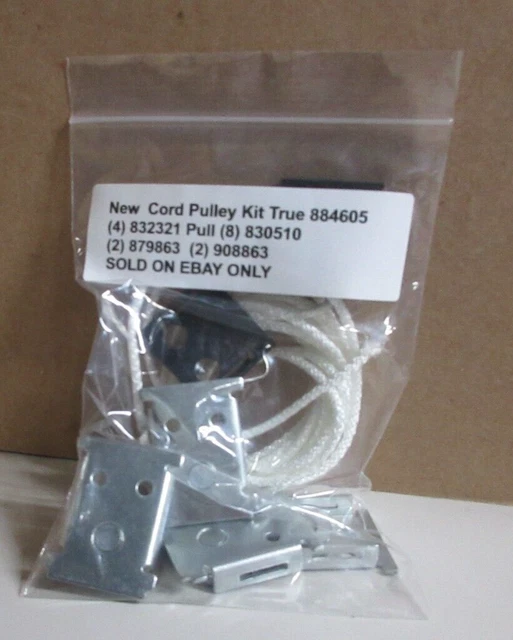 New Cord Pulley Kit True 884605
(4) 832321 Pull (8) 830510
(2) 879863 (2) 908863
SOLD ON EBAY ONLY